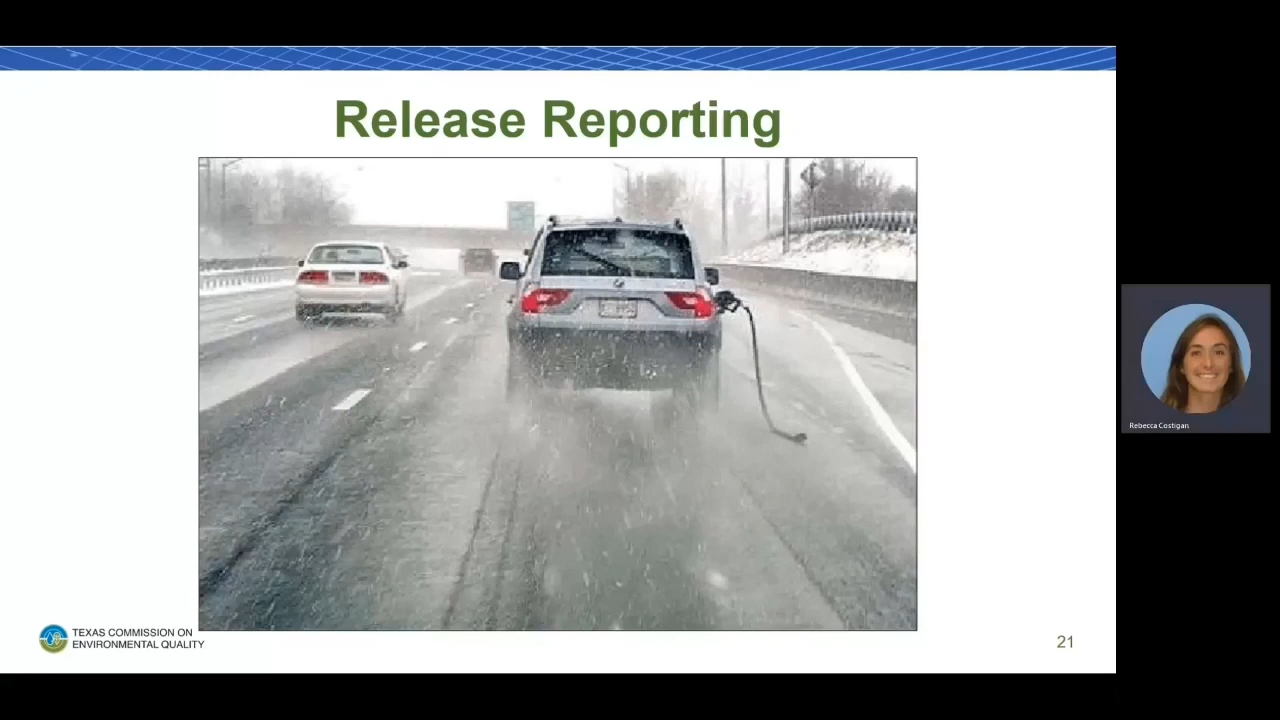 Release Reporting
TEXAS COMMISSION ON
ENVIRONMENTAL QUALITY
21
Rebecca Costigan